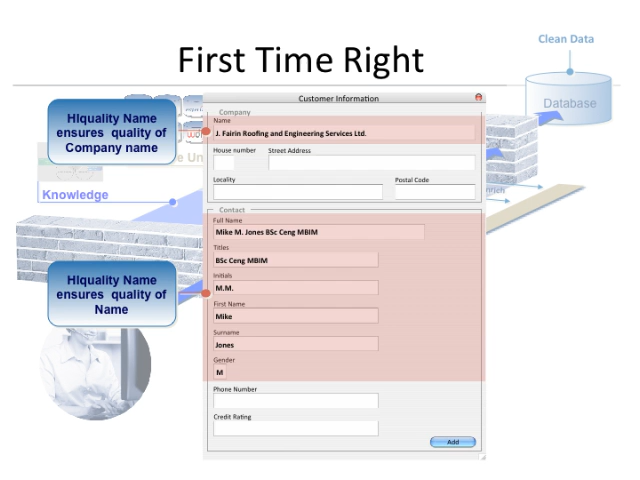 First Time Right
Clean Data
Database
HIquality Name
ensures quality of
Company name
Knowledge
Customer Information
Company
Name
J. Fairin Roofing and Engineering Services Ltd.
House number Street Address
Locality Postal Code
Contact
Full Name
Mike M. Jones BSc Ceng MBIM
Titles
BSc Ceng MBIM
Initials
M.M.
First Name
Mike
Surname
Jones
Gender
M
Phone Number
Credit Rating
Add
HIquality Name
ensures quality of
Name